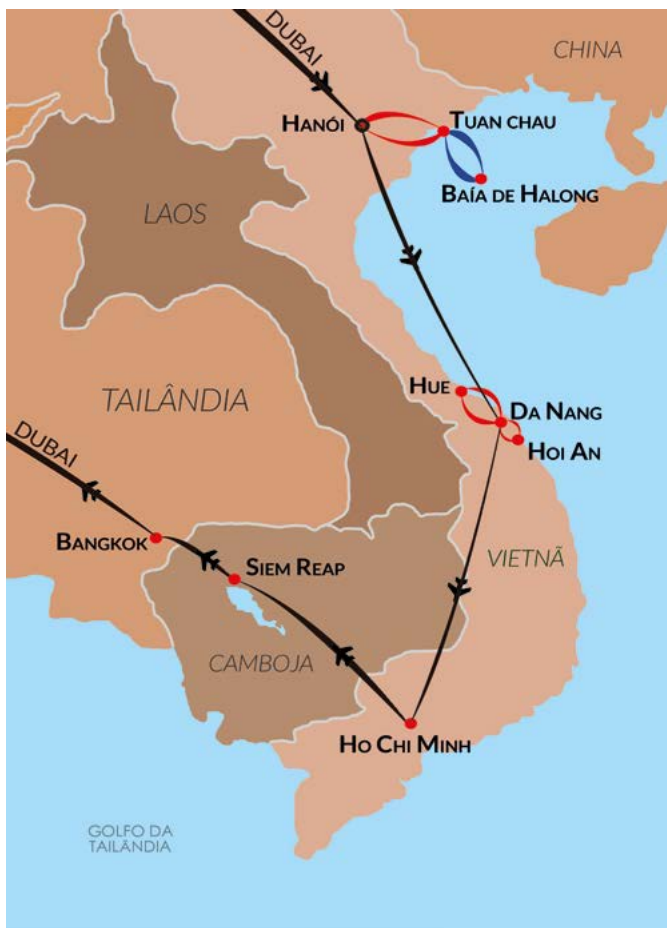 DUBAI
CHINA
HANÓI
TUAN CHAU
BAÍA DE HALONG
LAOS
HUE
TAILÂNDIA
DA NANG
HOI AN
DUBAI
BANGKOK
SIEM REAP
VIETNÃ
CAMBOJA
HO CHI MINH
GOLFO DA
TAILÂNDIA